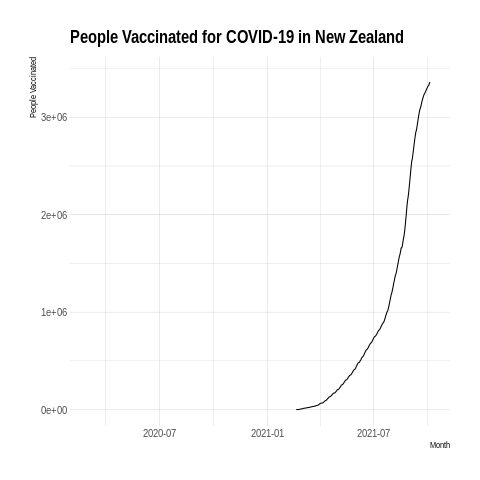 People Vaccinated for COVID-19 in New Zealand
People Vaccinated
3e+06
2e+06
1e+06
0e+00
2020-07 2021-01 2021-07
Month